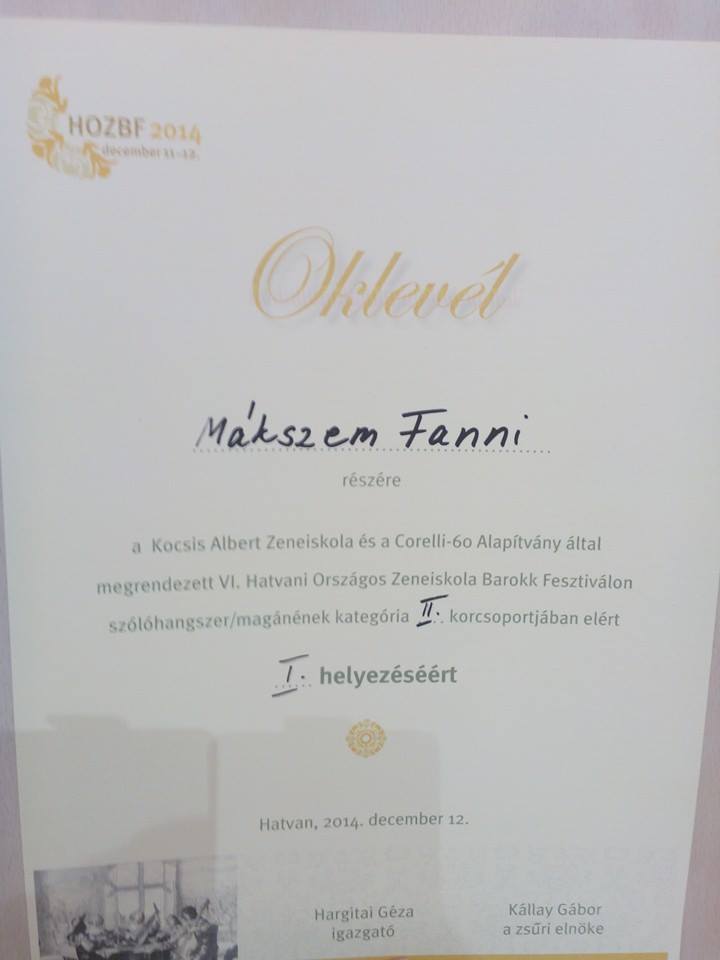 HOZBF 2014
december 11-12.
Oklevél
Mákszem Fanni
részére
a Kocsis Albert Zeneiskola és a Corelli-60 Alapítvány által
megrendezett VI. Hatvani Országos Zeneiskola Barokk Fesztiválon
szólóhangszer/magánének kategória II. korcsoportjában elért
I. helyezéséért
Hatvan, 2014. december 12.
Hargitai Géza
igazgató
Kállay Gábor
a zsűri elnöke